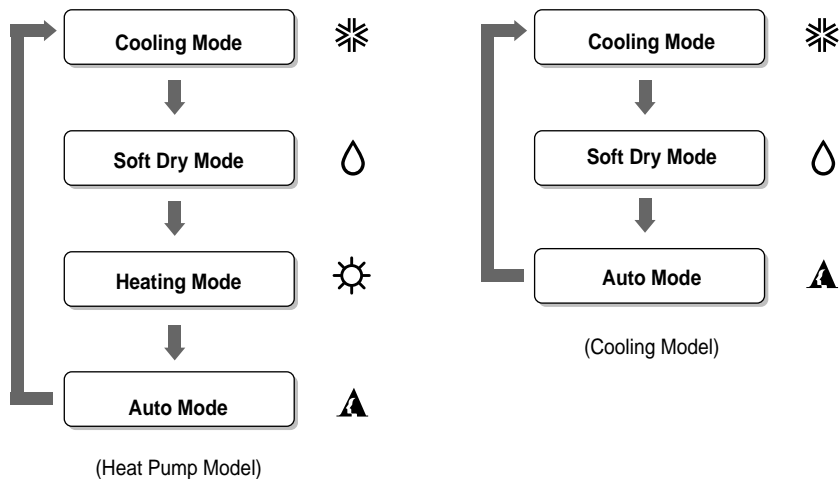 Cooling Mode
Soft Dry Mode
Heating Mode
Auto Mode
(Heat Pump Model)
Cooling Mode
Soft Dry Mode
Auto Mode
(Cooling Model)